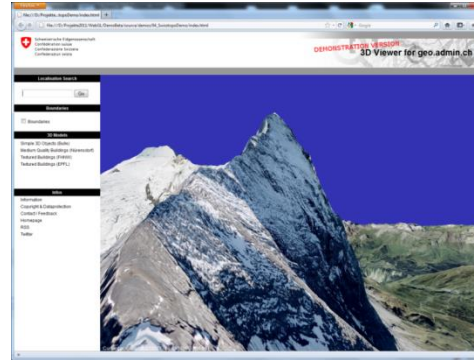 Schweizerische Eidgenossenschaft
Confédération suisse
Confederazione Svizzera
Confederaziun svizra
DEMONSTRATION VERSION
3D Viewer for geo.admin.ch
Localisation Search
Go
Boundaries
Boundaries
3D Models
Simple 3D Objects (Bulle)
Medium Quality Buildings (Nürensdorf)
Textured Buildings (FHNW)
Textured Buildings (EPFL)
Infos
Information
Copyright & Dataprotection
Contact / Feedback
Homepage
RSS
Twitter